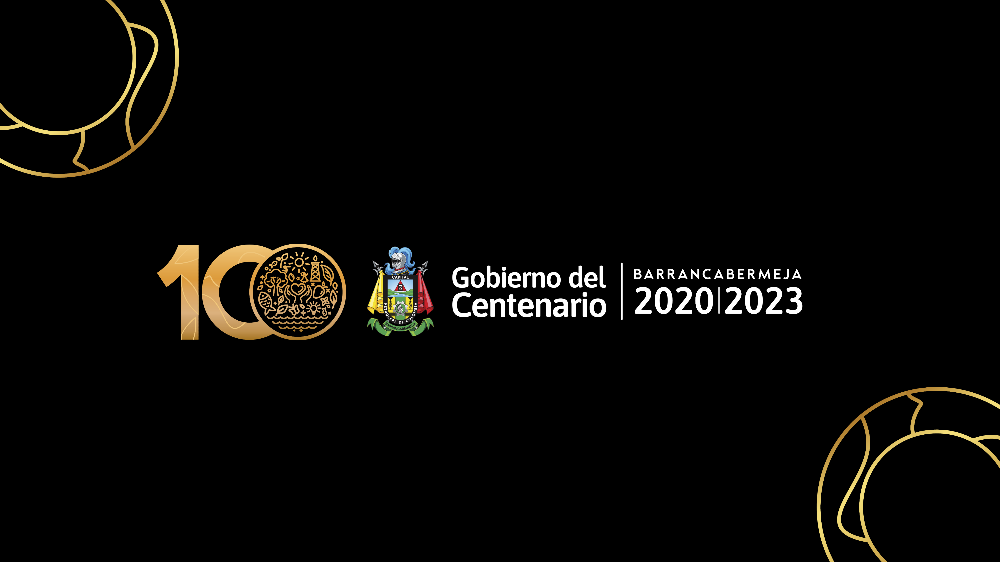 100
CAPITAL
PETROLERA DE COLOMBIA
BARRANCABERMEJA
Gobierno del
Centenario
BARRANCABERMEJA
2020|2023